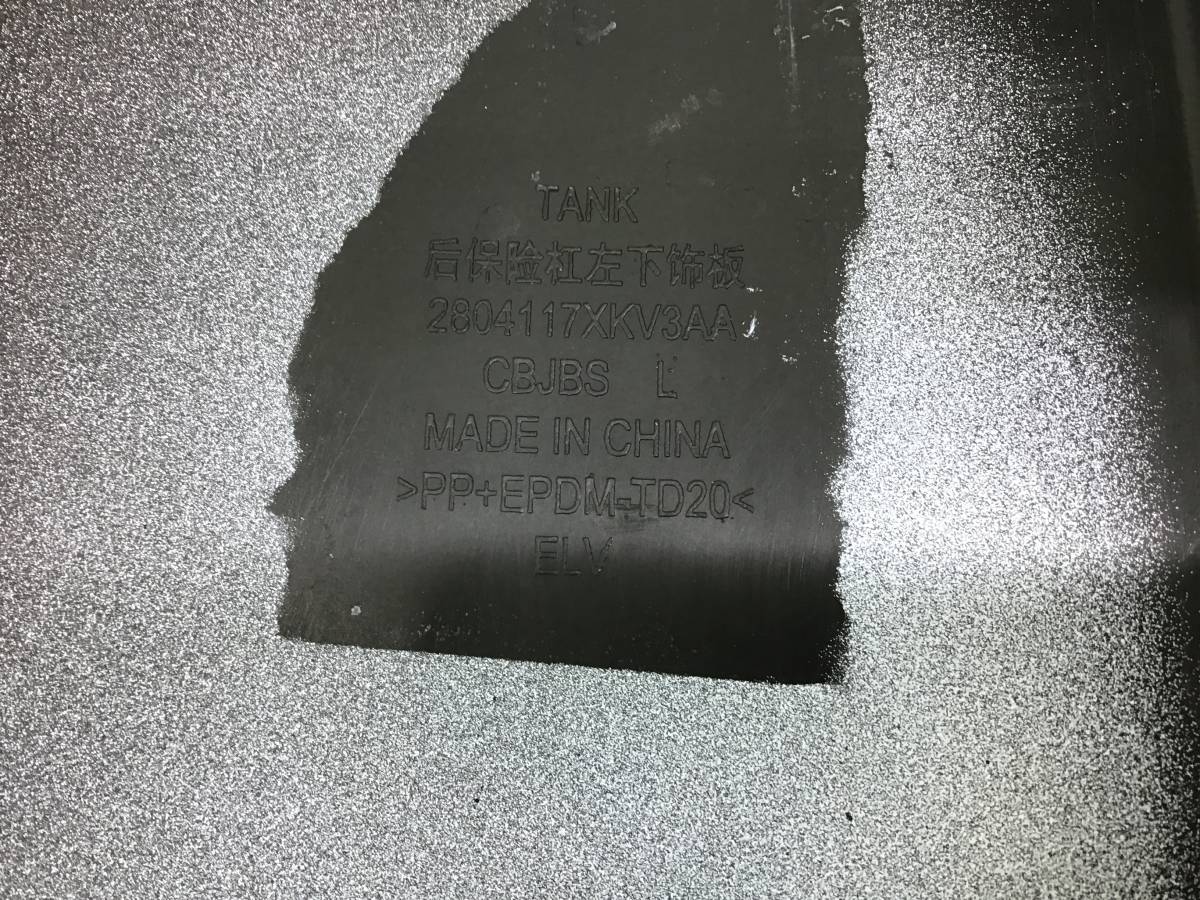 TANK
后保险杠左下饰板
2804117XKV3AA
CBJBS L
MADE IN CHINA
>PP+EPDM-TD20<
ELV